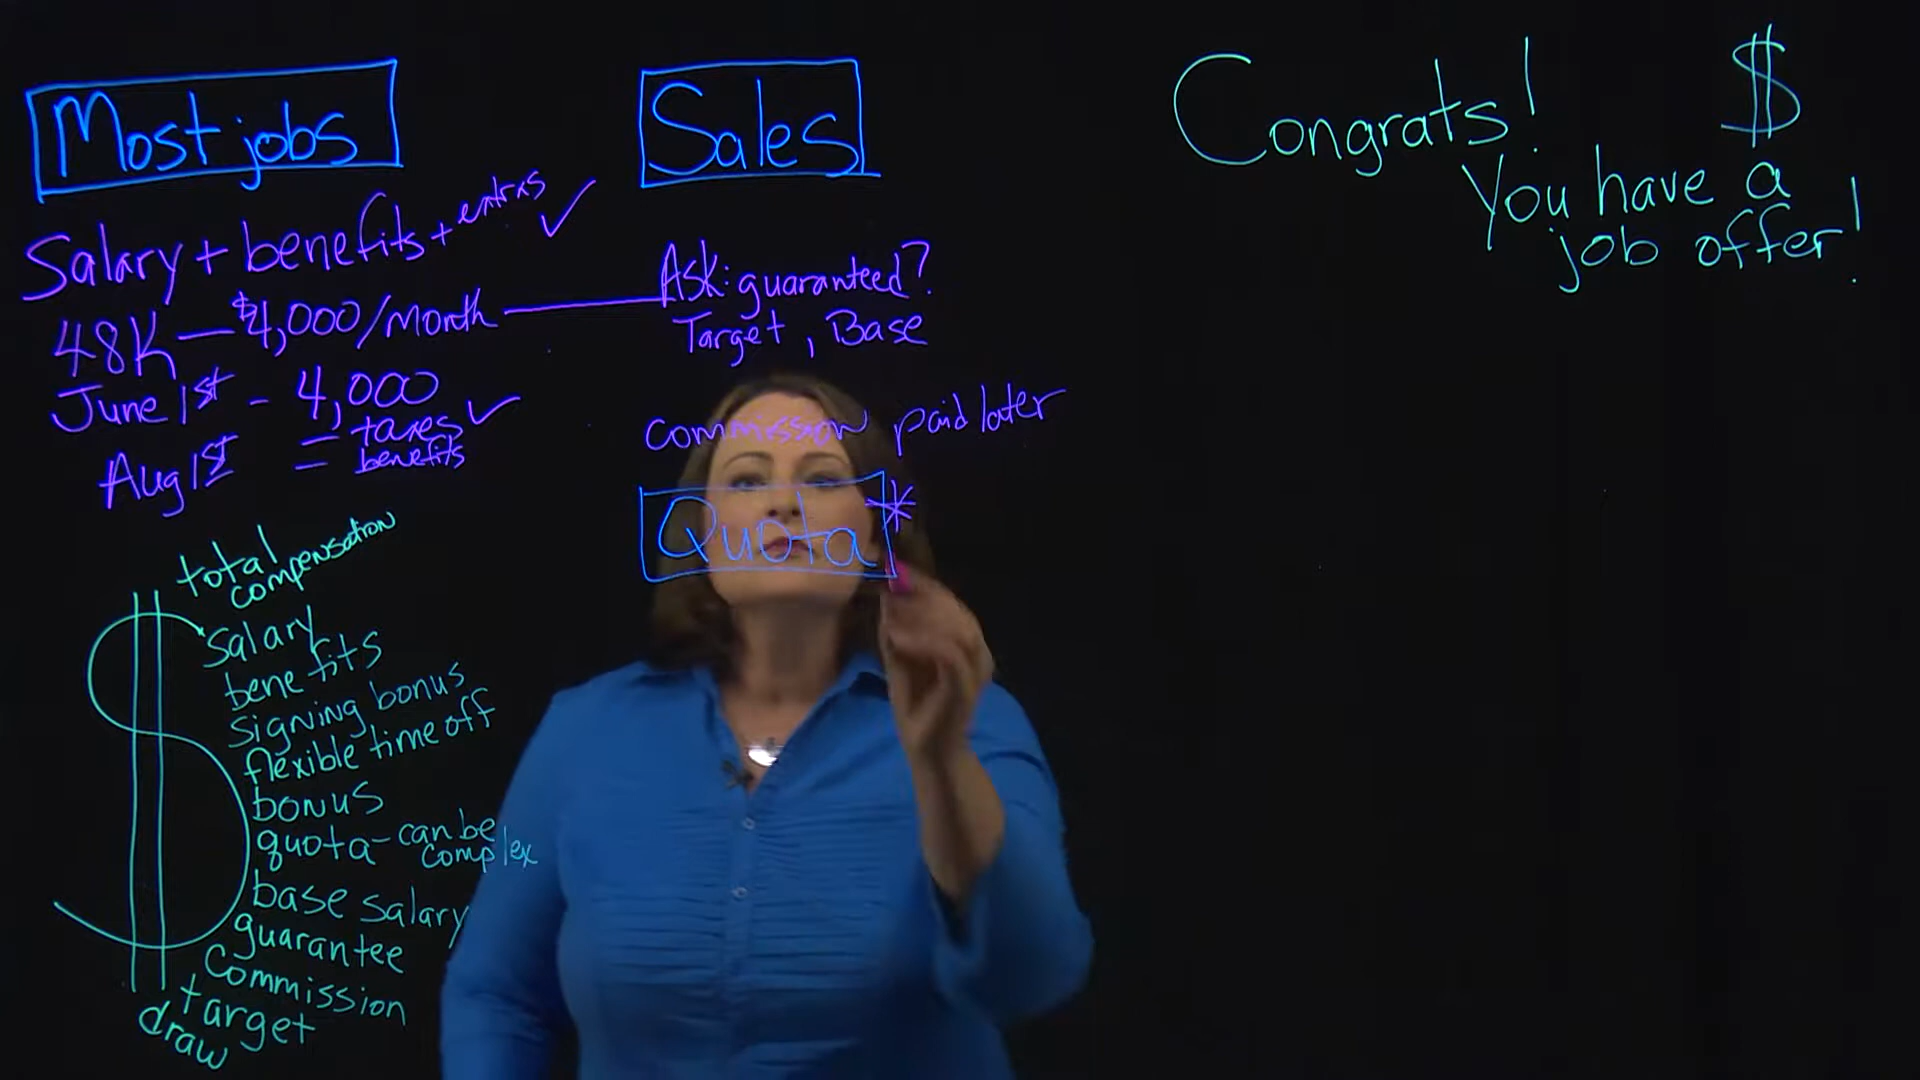 Most jobs
Salary + benefits + extras ✓
48K — $4,000/month
June 1st - 4,000
- taxes ✓
Aug 1st - benefits
total
compensation
salary
benefits
signing bonus
flexible time off
bonus
quota - can be
complex
base salary
guarantee
commission
target
draw
$
Sales
Ask: guaranteed?
Target, Base
commission paid later
Quota *
Congrats!
$
You have a
job offer!